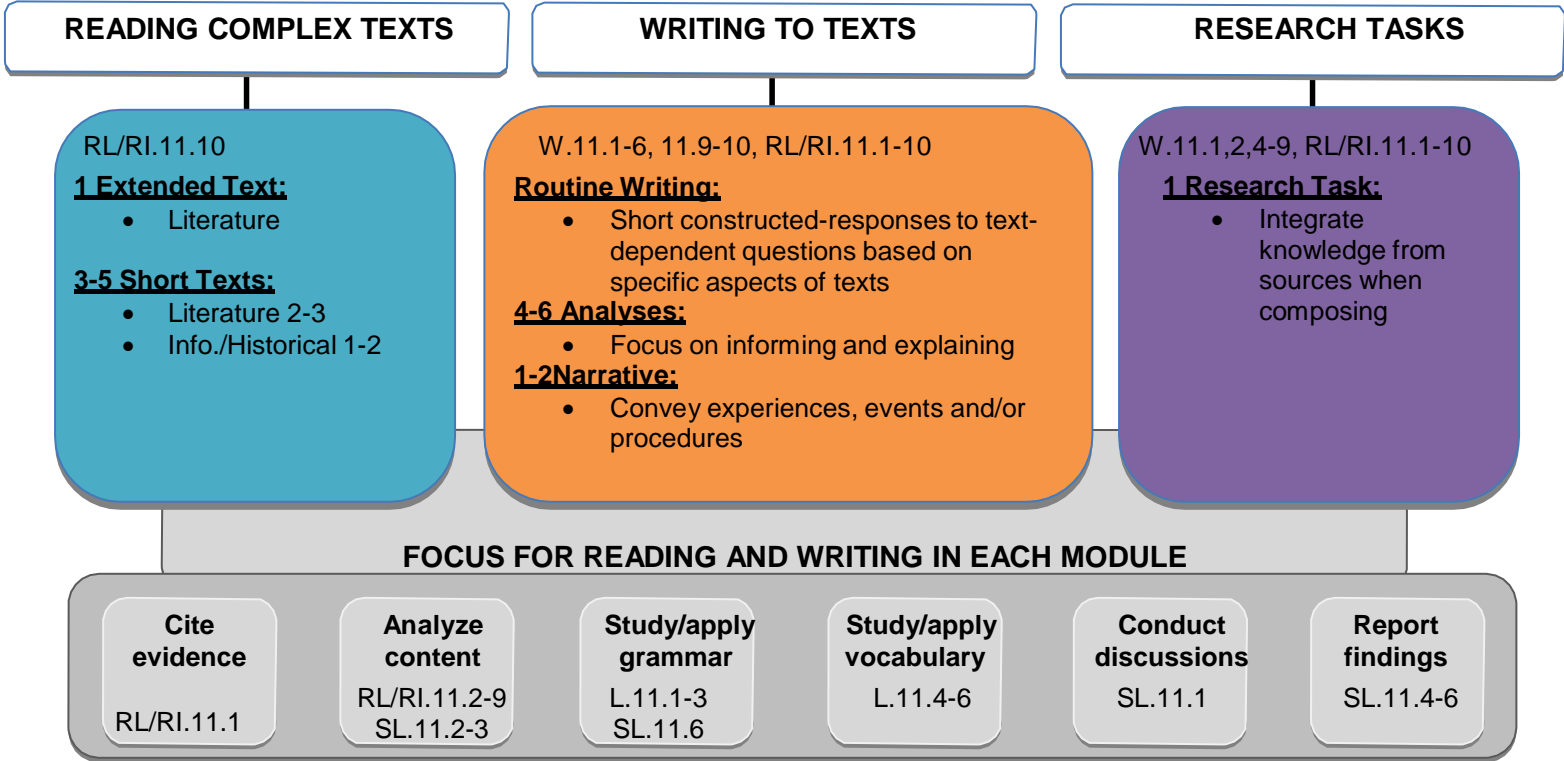 READING COMPLEX TEXTS
WRITING TO TEXTS
RESEARCH TASKS
RL/RI.11.10
1 Extended Text:
• Literature
3-5 Short Texts:
• Literature 2-3
• Info./Historical 1-2
W.11.1-6, 11.9-10, RL/RI.11.1-10
Routine Writing:
• Short constructed-responses to text-
dependent questions based on
specific aspects of texts
4-6 Analyses:
• Focus on informing and explaining
1-2Narrative:
• Convey experiences, events and/or
procedures
W.11.1,2,4-9, RL/RI.11.1-10
1 Research Task:
• Integrate
knowledge from
sources when
composing
FOCUS FOR READING AND WRITING IN EACH MODULE
Cite
evidence
RL/RI.11.1
Analyze
content
RL/RI.11.2-9
SL.11.2-3
Study/apply
grammar
L.11.1-3
SL.11.6
Study/apply
vocabulary
L.11.4-6
Conduct
discussions
SL.11.1
Report
findings
SL.11.4-6